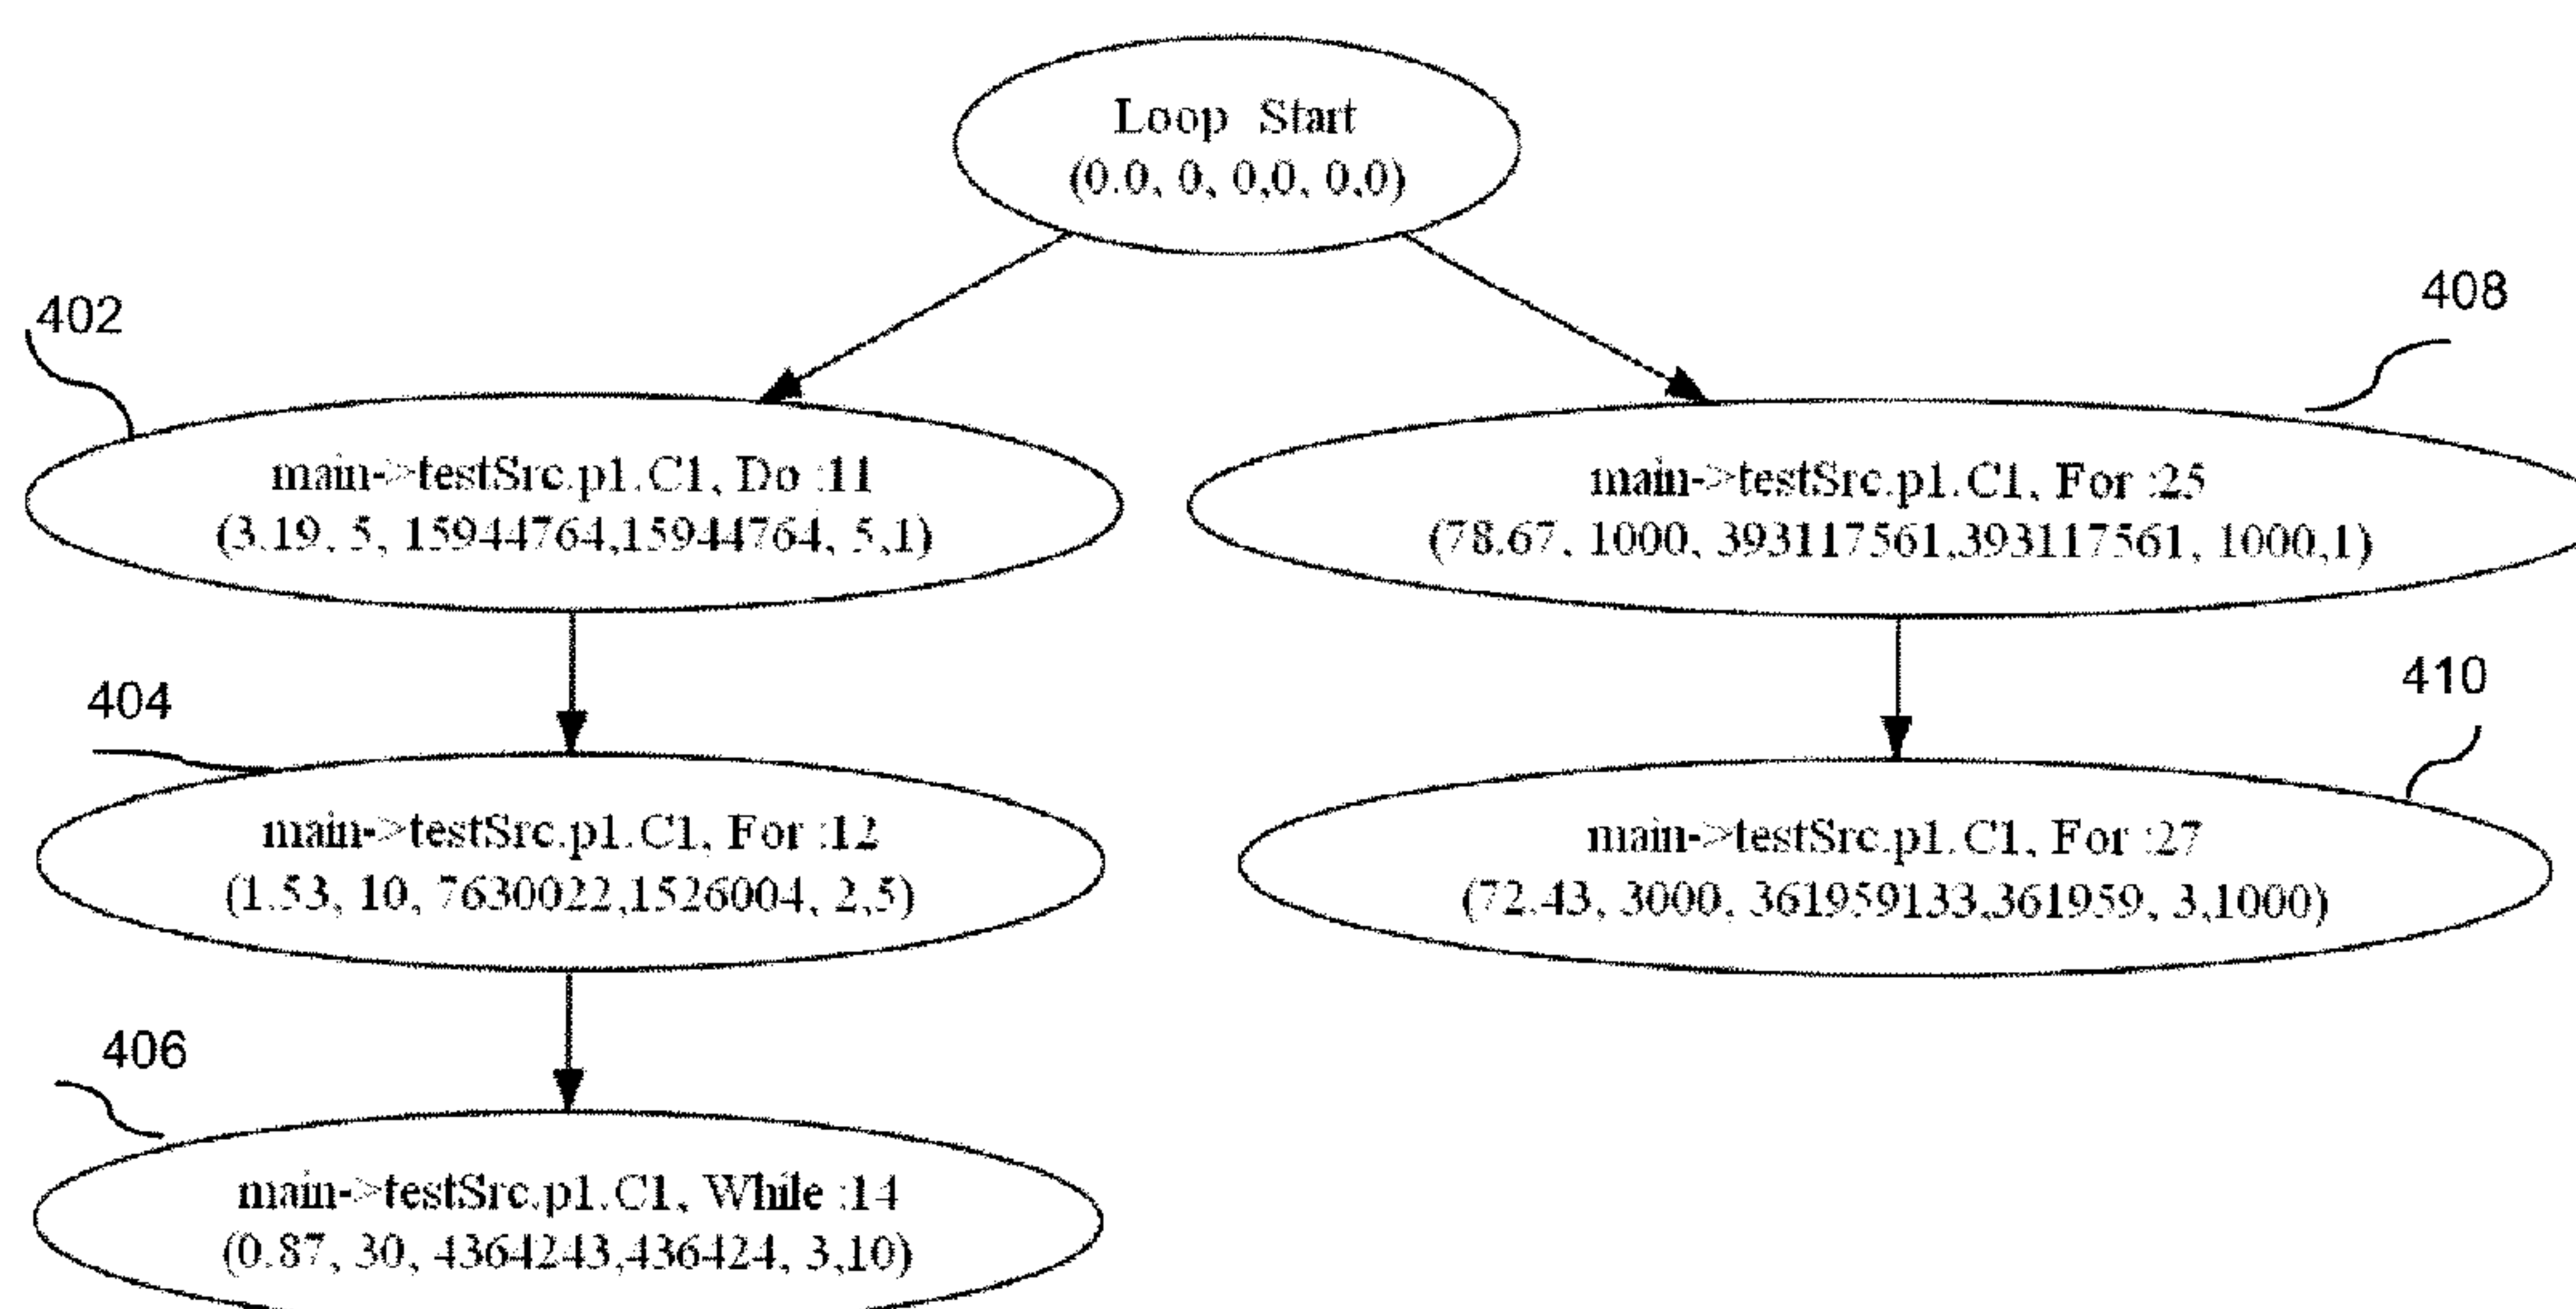 Loop Start
(0.0, 0, 0,0, 0,0)
402
408
main->testSrc.p1.C1, Do :11
(3.19, 5, 15944764,15944764, 5,1)
main->testSrc.p1.C1, For :25
(78.67, 1000, 393117561,393117561, 1000,1)
404
410
main->testSrc.p1.C1, For :12
(1.53, 10, 7630022,1526004, 2,5)
main->testSrc.p1.C1, For :27
(72.43, 3000, 361959133,361959, 3,1000)
406
main->testSrc.p1.C1, While :14
(0.87, 30, 4364243,436424, 3,10)